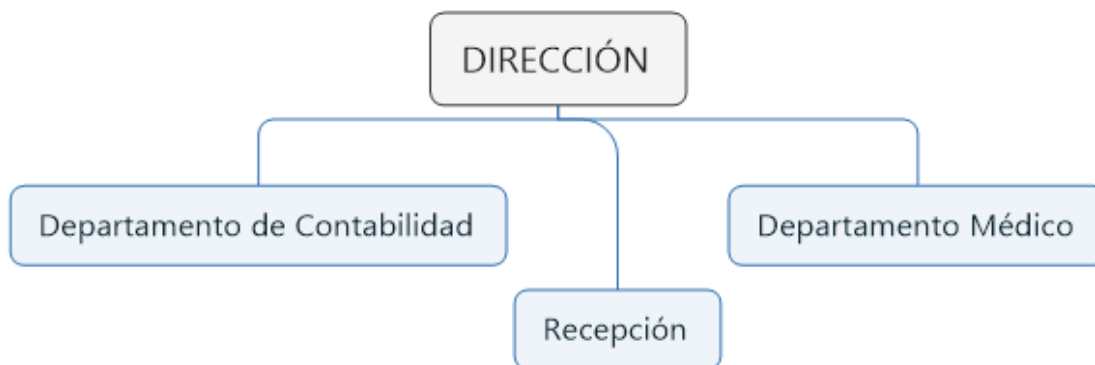 DIRECCIÓN
Departamento de Contabilidad
Departamento Médico
Recepción